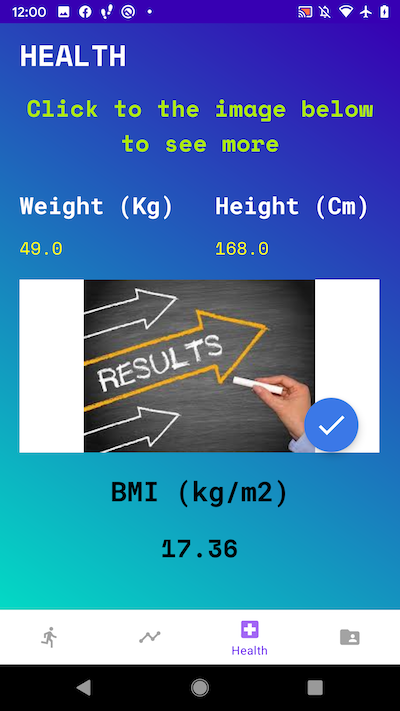 12:00
HEALTH
Click to the image below
to see more
Weight (Kg) Height (Cm)
49.0 168.0
RESULTS
BMI (kg/m2)
17.36
Health